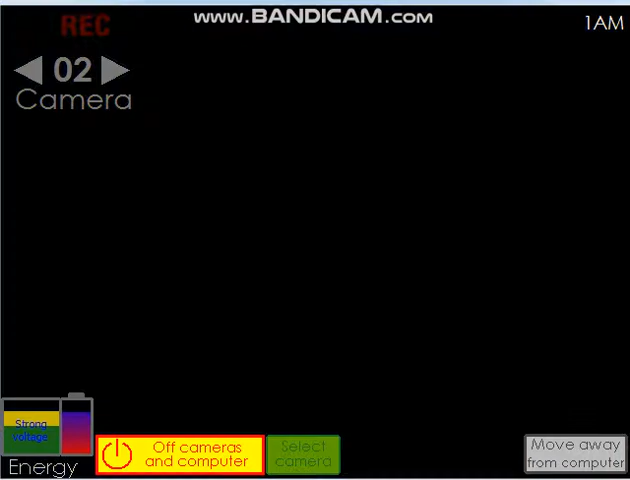 REC
www.BANDICAM.com
1AM
02
Camera
Strong
voltage
Energy
Off cameras
and computer
Select
camera
Move away
from computer